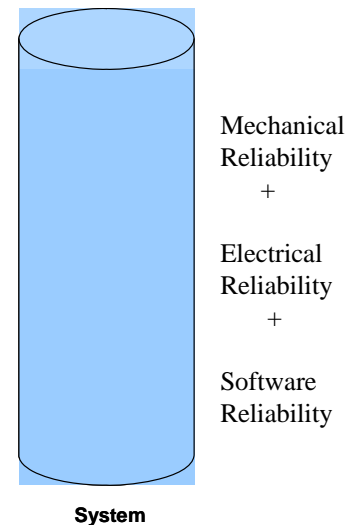 Mechanical
Reliability
+
Electrical
Reliability
+
Software
Reliability
System